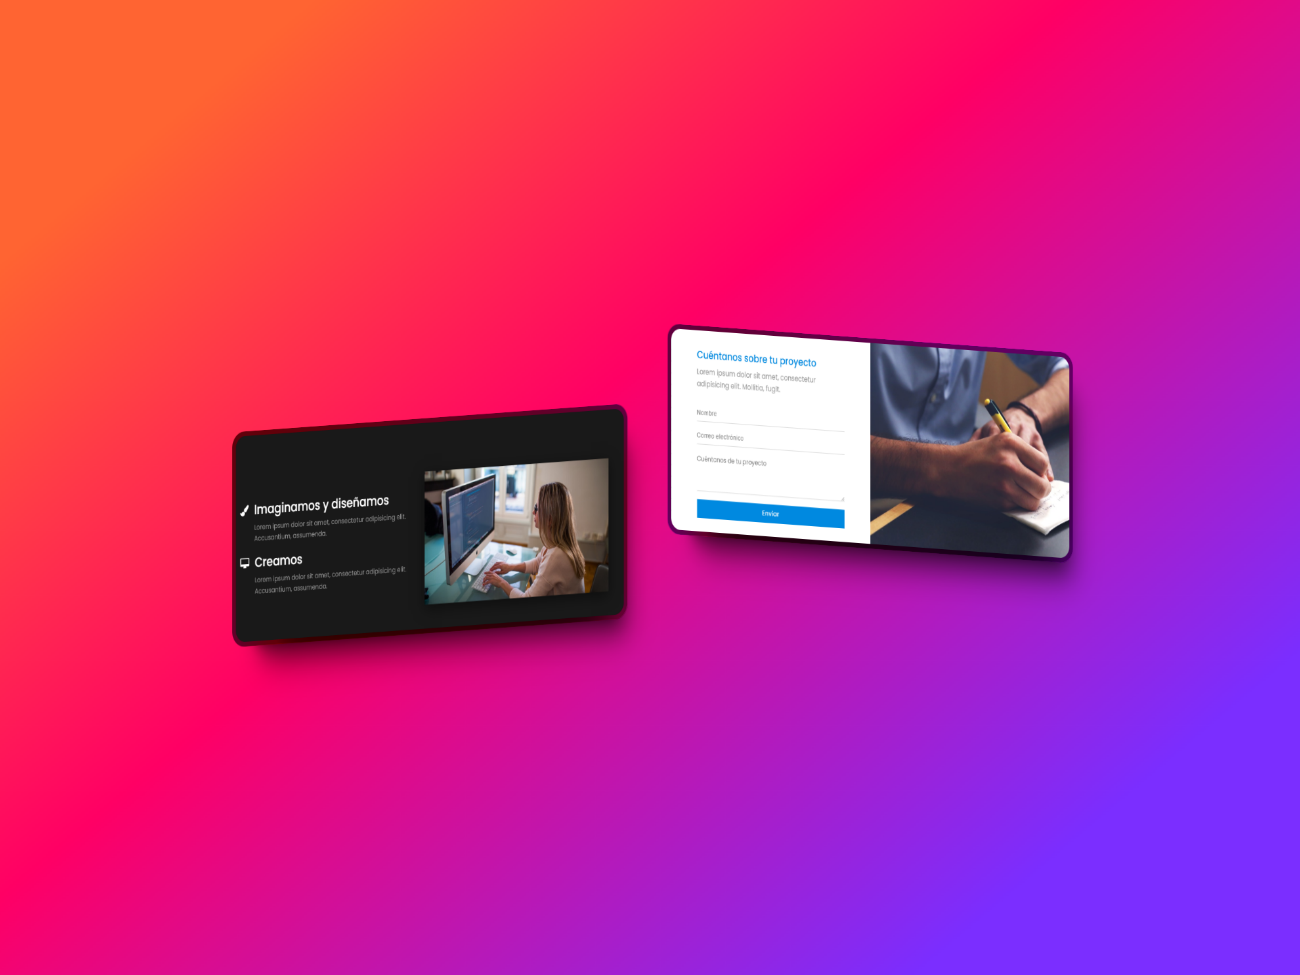 Imaginamos y diseñamos
Lorem ipsum dolor sit amet, consectetur adipisicing elit.
Accusantium, assumenda.
Creamos
Lorem ipsum dolor sit amet, consectetur adipisicing elit.
Accusantium, assumenda.
Cuéntanos sobre tu proyecto
Lorem ipsum dolor sit amet, consectetur
adipisicing elit. Mollitia, fugit.
Nombre
Correo electrónico
Cuéntanos de tu proyecto
Enviar